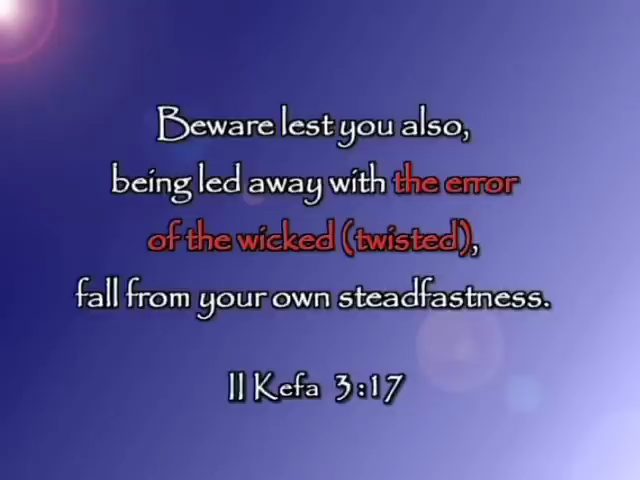 Beware lest you also,
being led away with the error
of the wicked (twisted),
fall from your own steadfastness.
II Kefa 3:17